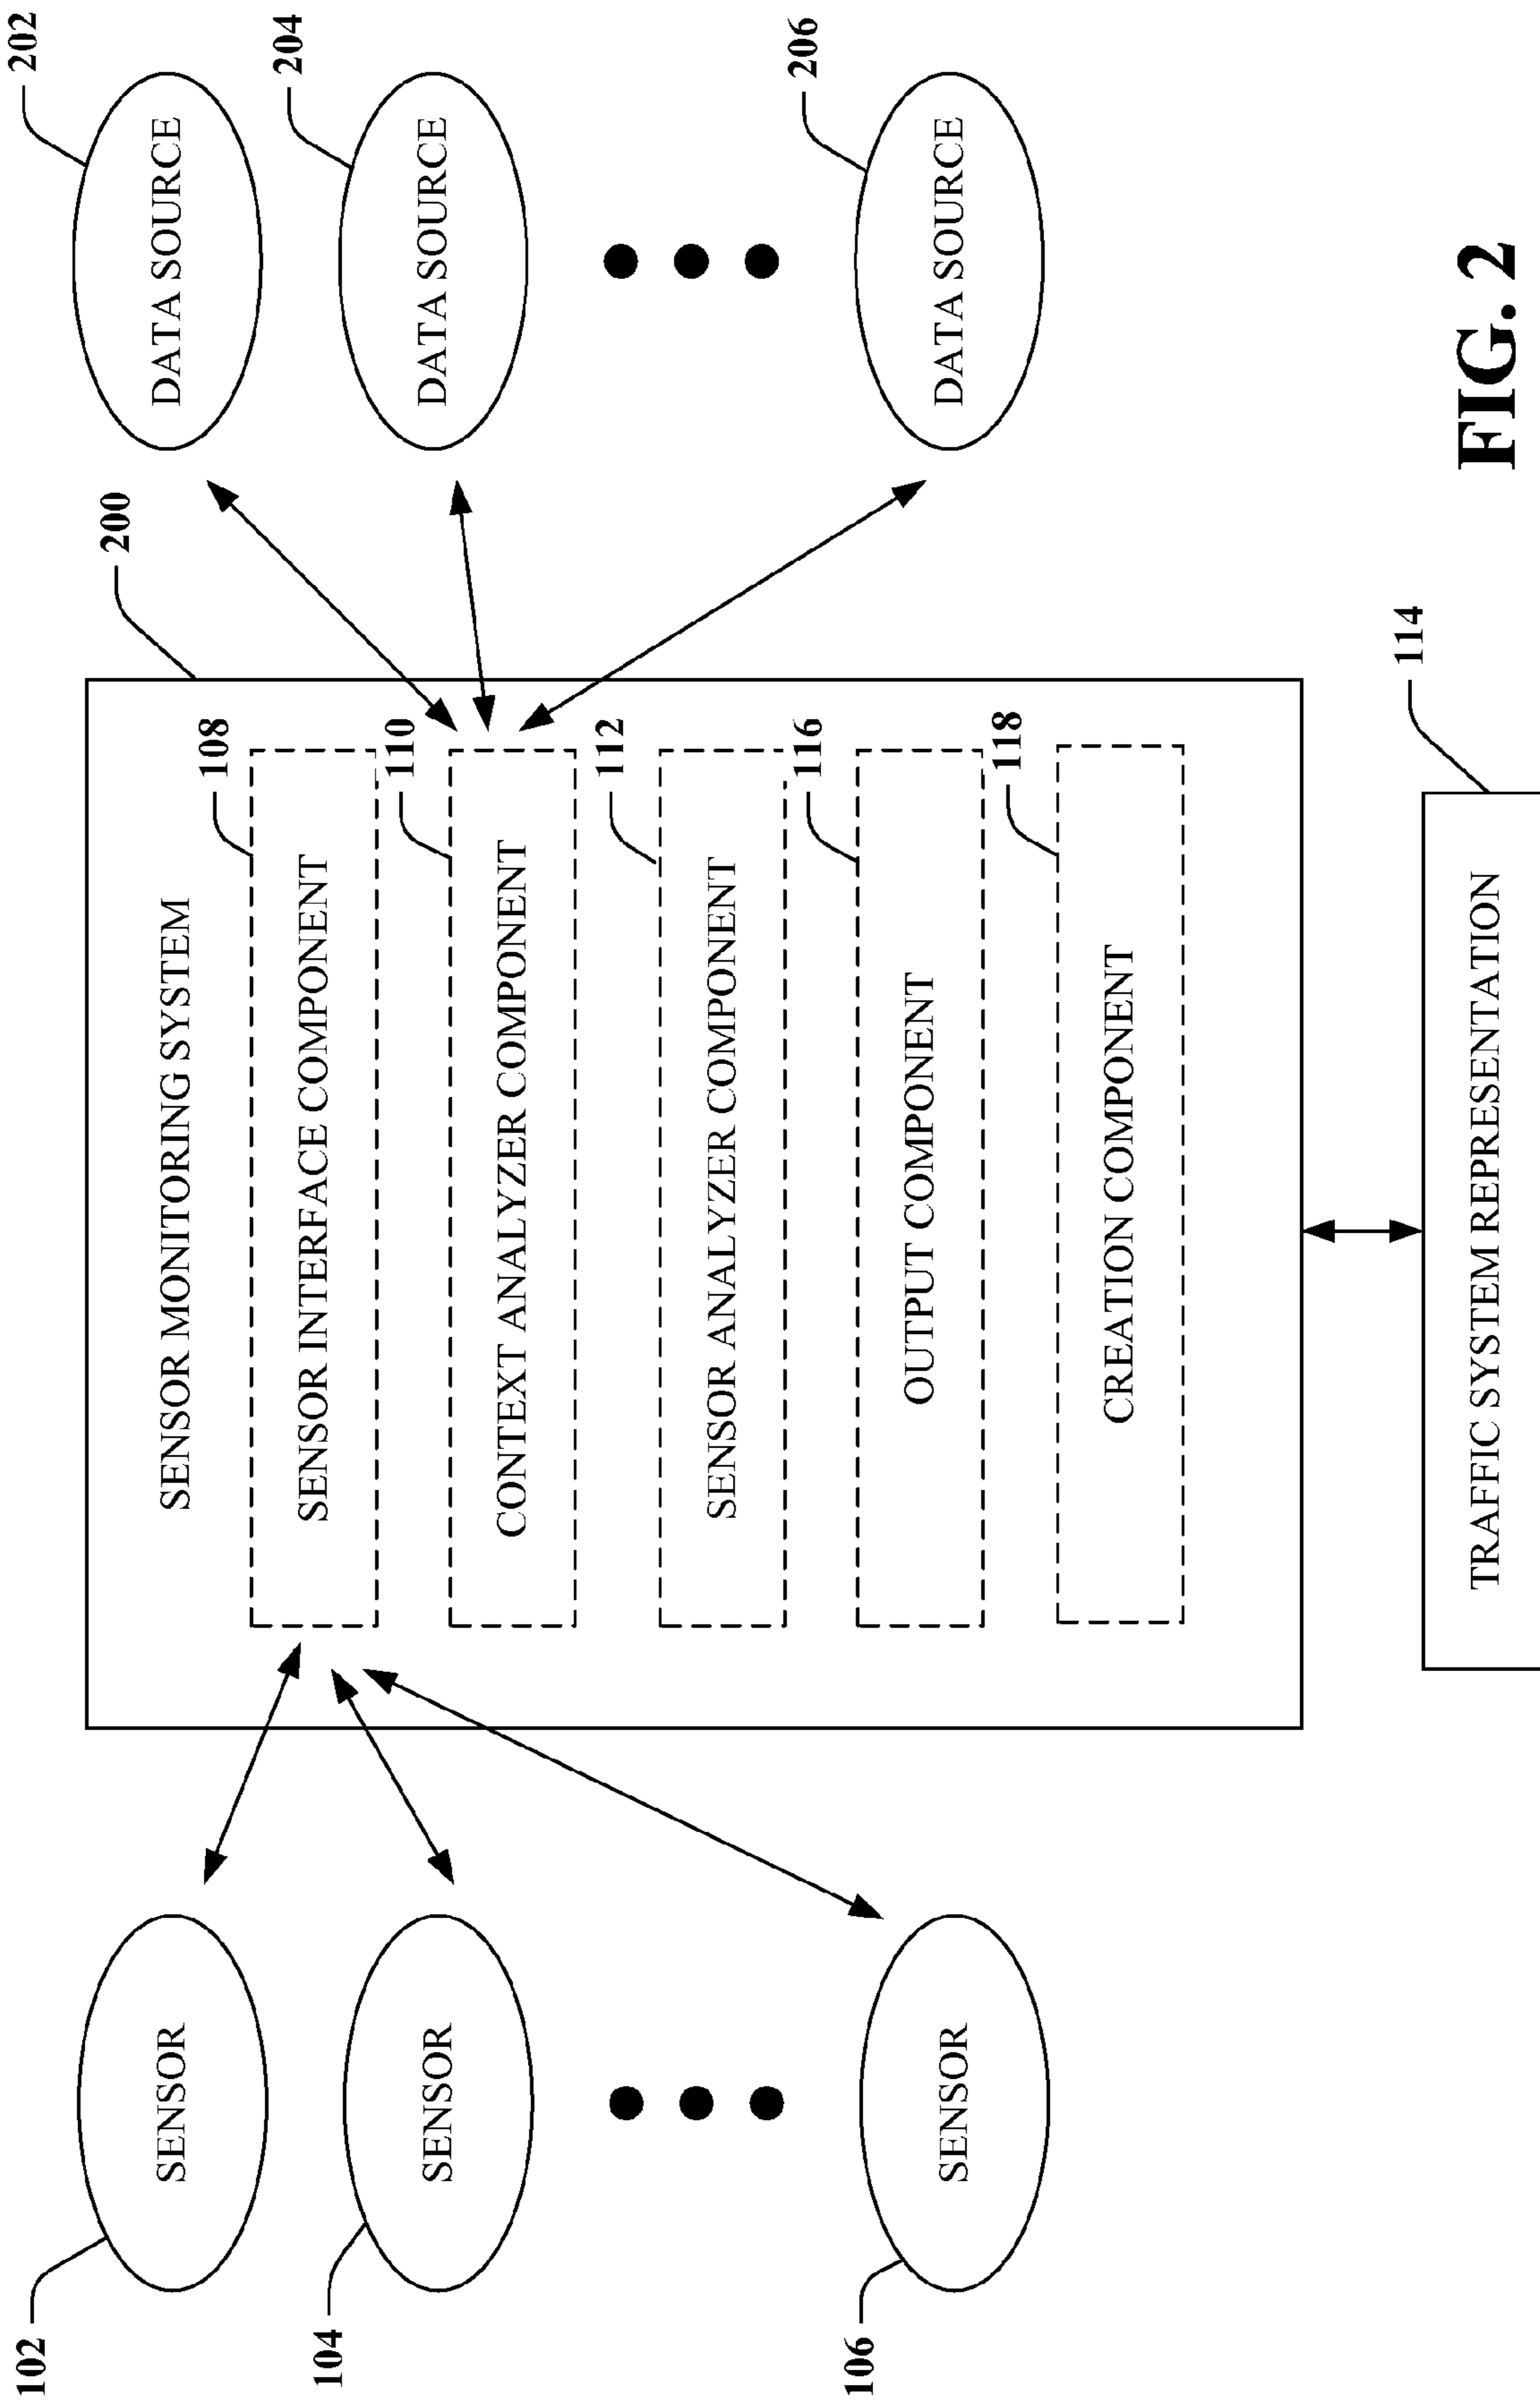 102
SENSOR
104
SENSOR
106
SENSOR
200
SENSOR MONITORING SYSTEM
108
SENSOR INTERFACE COMPONENT
110
CONTEXT ANALYZER COMPONENT
112
SENSOR ANALYZER COMPONENT
116
OUTPUT COMPONENT
118
CREATION COMPONENT
114
TRAFFIC SYSTEM REPRESENTATION
202
DATA SOURCE
204
DATA SOURCE
206
DATA SOURCE
FIG. 2